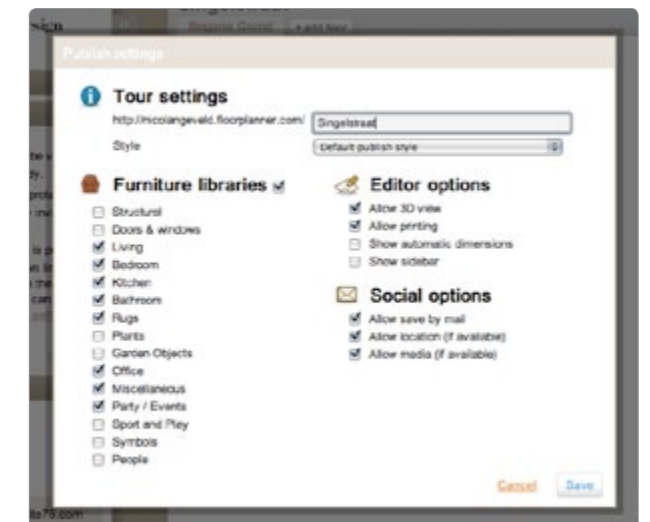 Publish settings
Tour settings
http://nicolangeveld.floorplanner.com/ Singelstraat
Style Default publish style
Furniture libraries
Structural
Doors & windows
Living
Bedroom
Kitchen
Bathroom
Rugs
Plants
Garden Objects
Office
Miscellaneous
Party / Events
Sport and Play
Symbols
People
Editor options
Allow 3D view
Allow printing
Show automatic dimensions
Show sidebar
Social options
Allow save by mail
Allow location (if available)
Allow media (if available)
Cancel Save